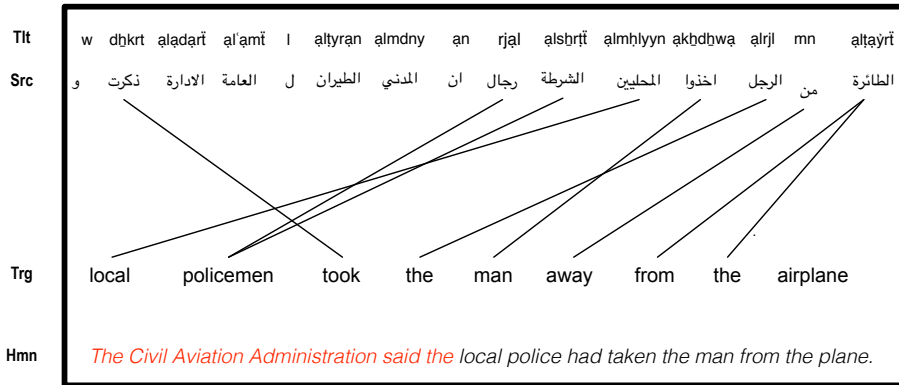 Tlt w dẖkrt ạlạdạrẗ ạlʿạmẗ l ạlṭyrạn ạlmdny ạn rjạl ạlsẖrṭẗ ạlmḥlyyn ạkẖdẖwạ ạlrjl mn ạlṭạỷrẗ
Src و ذكرت الادارة العامة ل الطيران المدني ان رجال الشرطة المحليين اخذوا الرجل من الطائرة
Trg local policemen took the man away from the airplane
Hmn The Civil Aviation Administration said the local police had taken the man from the plane.